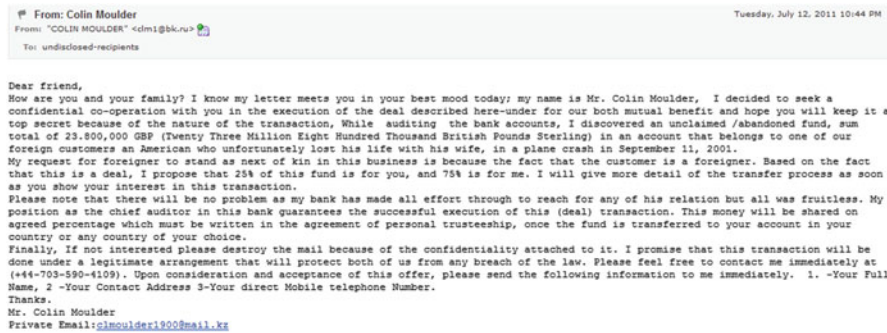 From: Colin Moulder
Tuesday, July 12, 2011 10:44 PM
From: "COLIN MOULDER" <clm1@bk.ru>
To: undisclosed-recipients
Dear friend,
How are you and your family? I know my letter meets you in your best mood today; my name is Mr. Colin Moulder,  I decided to seek a
confidential co-operation with you in the execution of the deal described here-under for our both mutual benefit and hope you will keep it a
top secret because of the nature of the transaction, While  auditing  the bank accounts, I discovered an unclaimed /abandoned fund, sum
total of 23.800,000 GBP (Twenty Three Million Eight Hundred Thousand British Pounds Sterling) in an account that belongs to one of our
foreign customers an American who unfortunately lost his life with his wife, in a plane crash in September 11, 2001.
My request for foreigner to stand as next of kin in this business is because the fact that the customer is a foreigner. Based on the fact
that this is a deal, I propose that 25% of this fund is for you, and 75% is for me. I will give more detail of the transfer process as soon
as you show your interest in this transaction.
Please note that there will be no problem as my bank has made all effort through to reach for any of his relation but all was fruitless. My
position as the chief auditor in this bank guarantees the successful execution of this (deal) transaction. This money will be shared on
agreed percentage which must be written in the agreement of personal trusteeship, once the fund is transferred to your account in your
country or any country of your choice.
Finally, If not interested please destroy the mail because of the confidentiality attached to it. I promise that this transaction will be
done under a legitimate arrangement that will protect both of us from any breach of the law. Please feel free to contact me immediately at
(+44-703-590-4109). Upon consideration and acceptance of this offer, please send the following information to me immediately.  1. -Your Full
Name, 2 -Your Contact Address 3-Your direct Mobile telephone Number.
Thanks.
Mr. Colin Moulder
Private Email:clmoulder1900@mail.kz